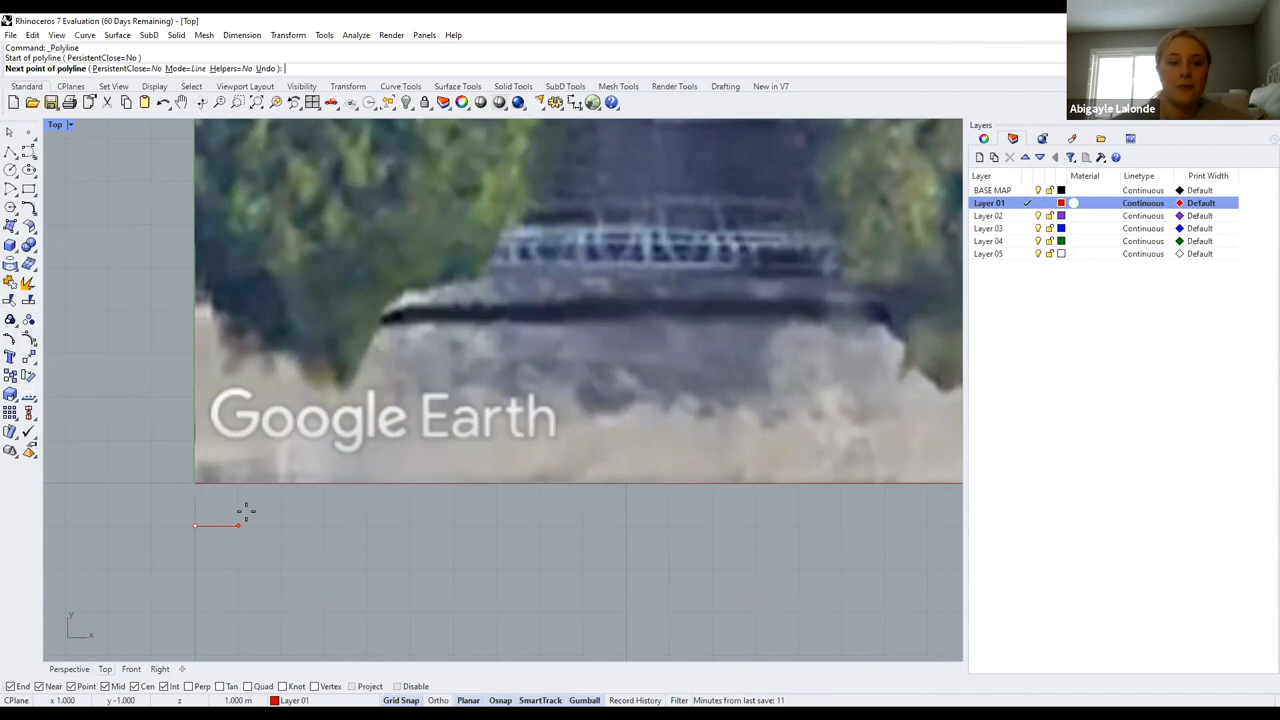 Rhinoceros 7 Evaluation (60 Days Remaining) - [Top]
File Edit View Curve Surface SubD Solid Mesh Dimension Transform Tools Analyze Render Panels Help
Command: _Polyline
Start of polyline ( PersistentClose=No )
Next point of polyline ( PersistentClose=No Mode=Line Helpers=No Undo ):
Standard CPlanes Set View Display Select Viewport Layout Visibility Transform Curve Tools Surface Tools Solid Tools SubD Tools Mesh Tools Render Tools Drafting New in V7
Abigayle Lalonde
Top
Layers
Layer Material Linetype Print Width
BASE MAP Continuous Default
Layer 01 Continuous Default
Layer 02 Continuous Default
Layer 03 Continuous Default
Layer 04 Continuous Default
Layer 05 Continuous Default
Google Earth
y
x
Perspective Top Front Right
End Near Point Mid Cen Int Perp Tan Quad Knot Vertex Project Disable
CPlane x 1.000 y -1.000 z 1.000 m Layer 01 Grid Snap Ortho Planar Osnap SmartTrack Gumball Record History Filter Minutes from last save: 11